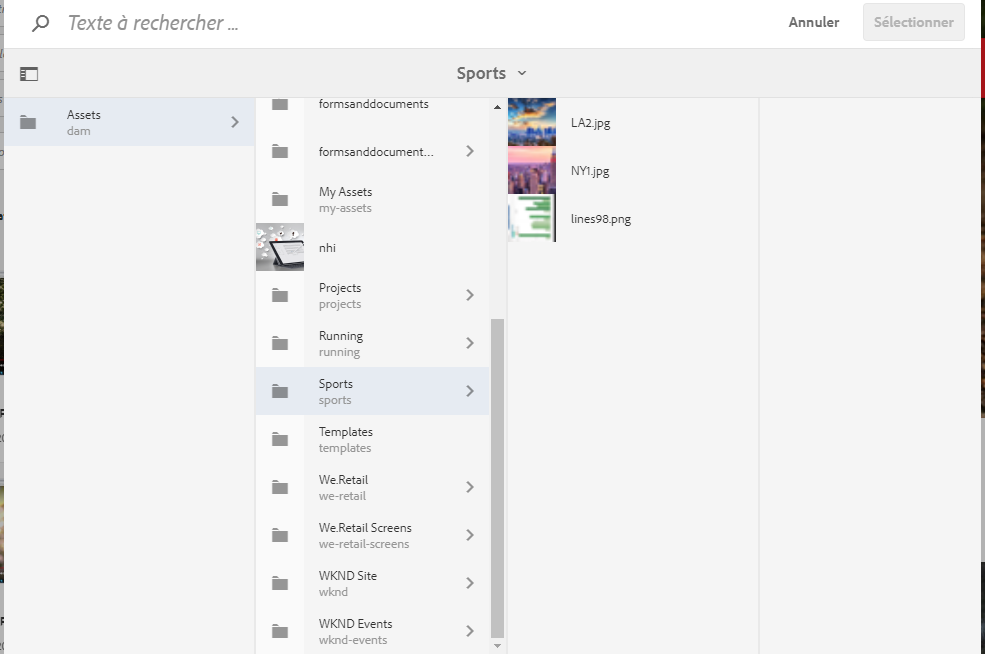 Texte à rechercher ...
Annuler
Sélectionner
Sports
Assets
dam
formsanddocuments
formsanddocument...
My Assets
my-assets
nhi
Projects
projects
Running
running
Sports
sports
Templates
templates
We.Retail
we-retail
We.Retail Screens
we-retail-screens
WKND Site
wknd
WKND Events
wknd-events
LA2.jpg
NY1.jpg
lines98.png